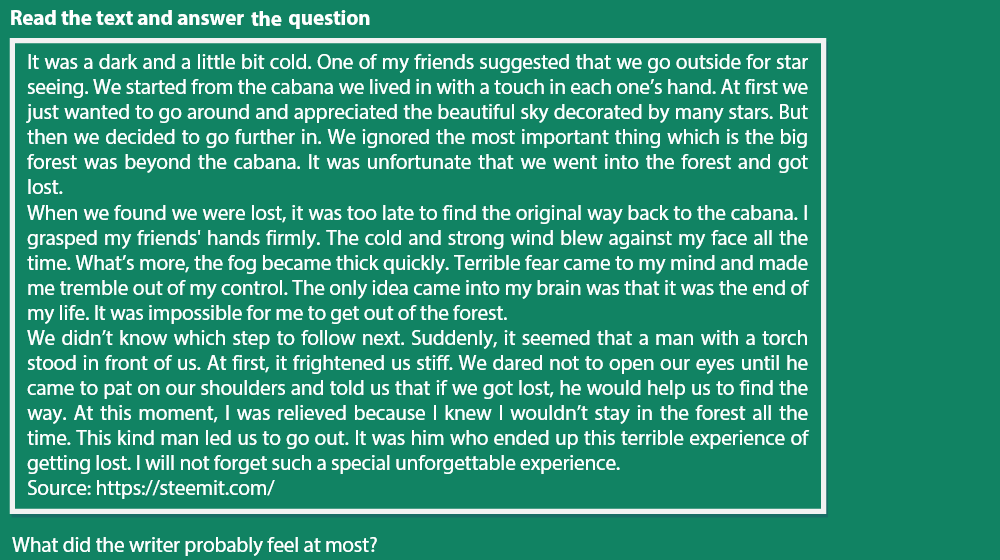 Read the text and answer the question
It was a dark and a little bit cold. One of my friends suggested that we go outside for star
seeing. We started from the cabana we lived in with a touch in each one’s hand. At first we
just wanted to go around and appreciated the beautiful sky decorated by many stars. But
then we decided to go further in. We ignored the most important thing which is the big
forest was beyond the cabana. It was unfortunate that we went into the forest and got
lost.
When we found we were lost, it was too late to find the original way back to the cabana. I
grasped my friends' hands firmly. The cold and strong wind blew against my face all the
time. What’s more, the fog became thick quickly. Terrible fear came to my mind and made
me tremble out of my control. The only idea came into my brain was that it was the end of
my life. It was impossible for me to get out of the forest.
We didn’t know which step to follow next. Suddenly, it seemed that a man with a torch
stood in front of us. At first, it frightened us stiff. We dared not to open our eyes until he
came to pat on our shoulders and told us that if we got lost, he would help us to find the
way. At this moment, I was relieved because I knew I wouldn’t stay in the forest all the
time. This kind man led us to go out. It was him who ended up this terrible experience of
getting lost. I will not forget such a special unforgettable experience.
Source: https://steemit.com/
What did the writer probably feel at most?